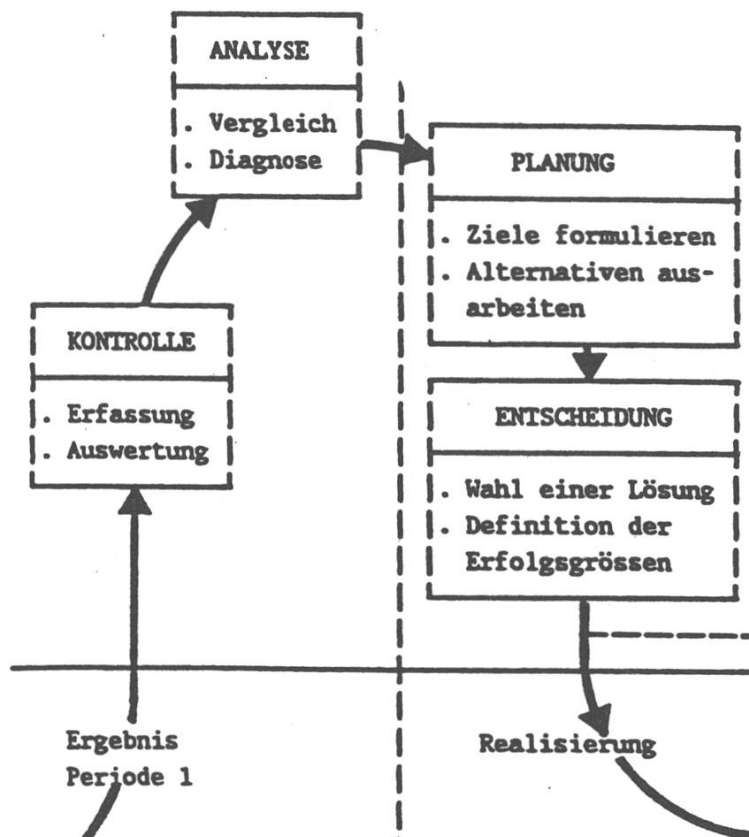 ANALYSE
. Vergleich
. Diagnose
PLANUNG
. Ziele formulieren
. Alternativen aus-
arbeiten
KONTROLLE
. Erfassung
. Auswertung
ENTSCHEIDUNG
. Wahl einer Lösung
. Definition der
Erfolgsgrössen
Ergebnis
Periode 1
Realisierung